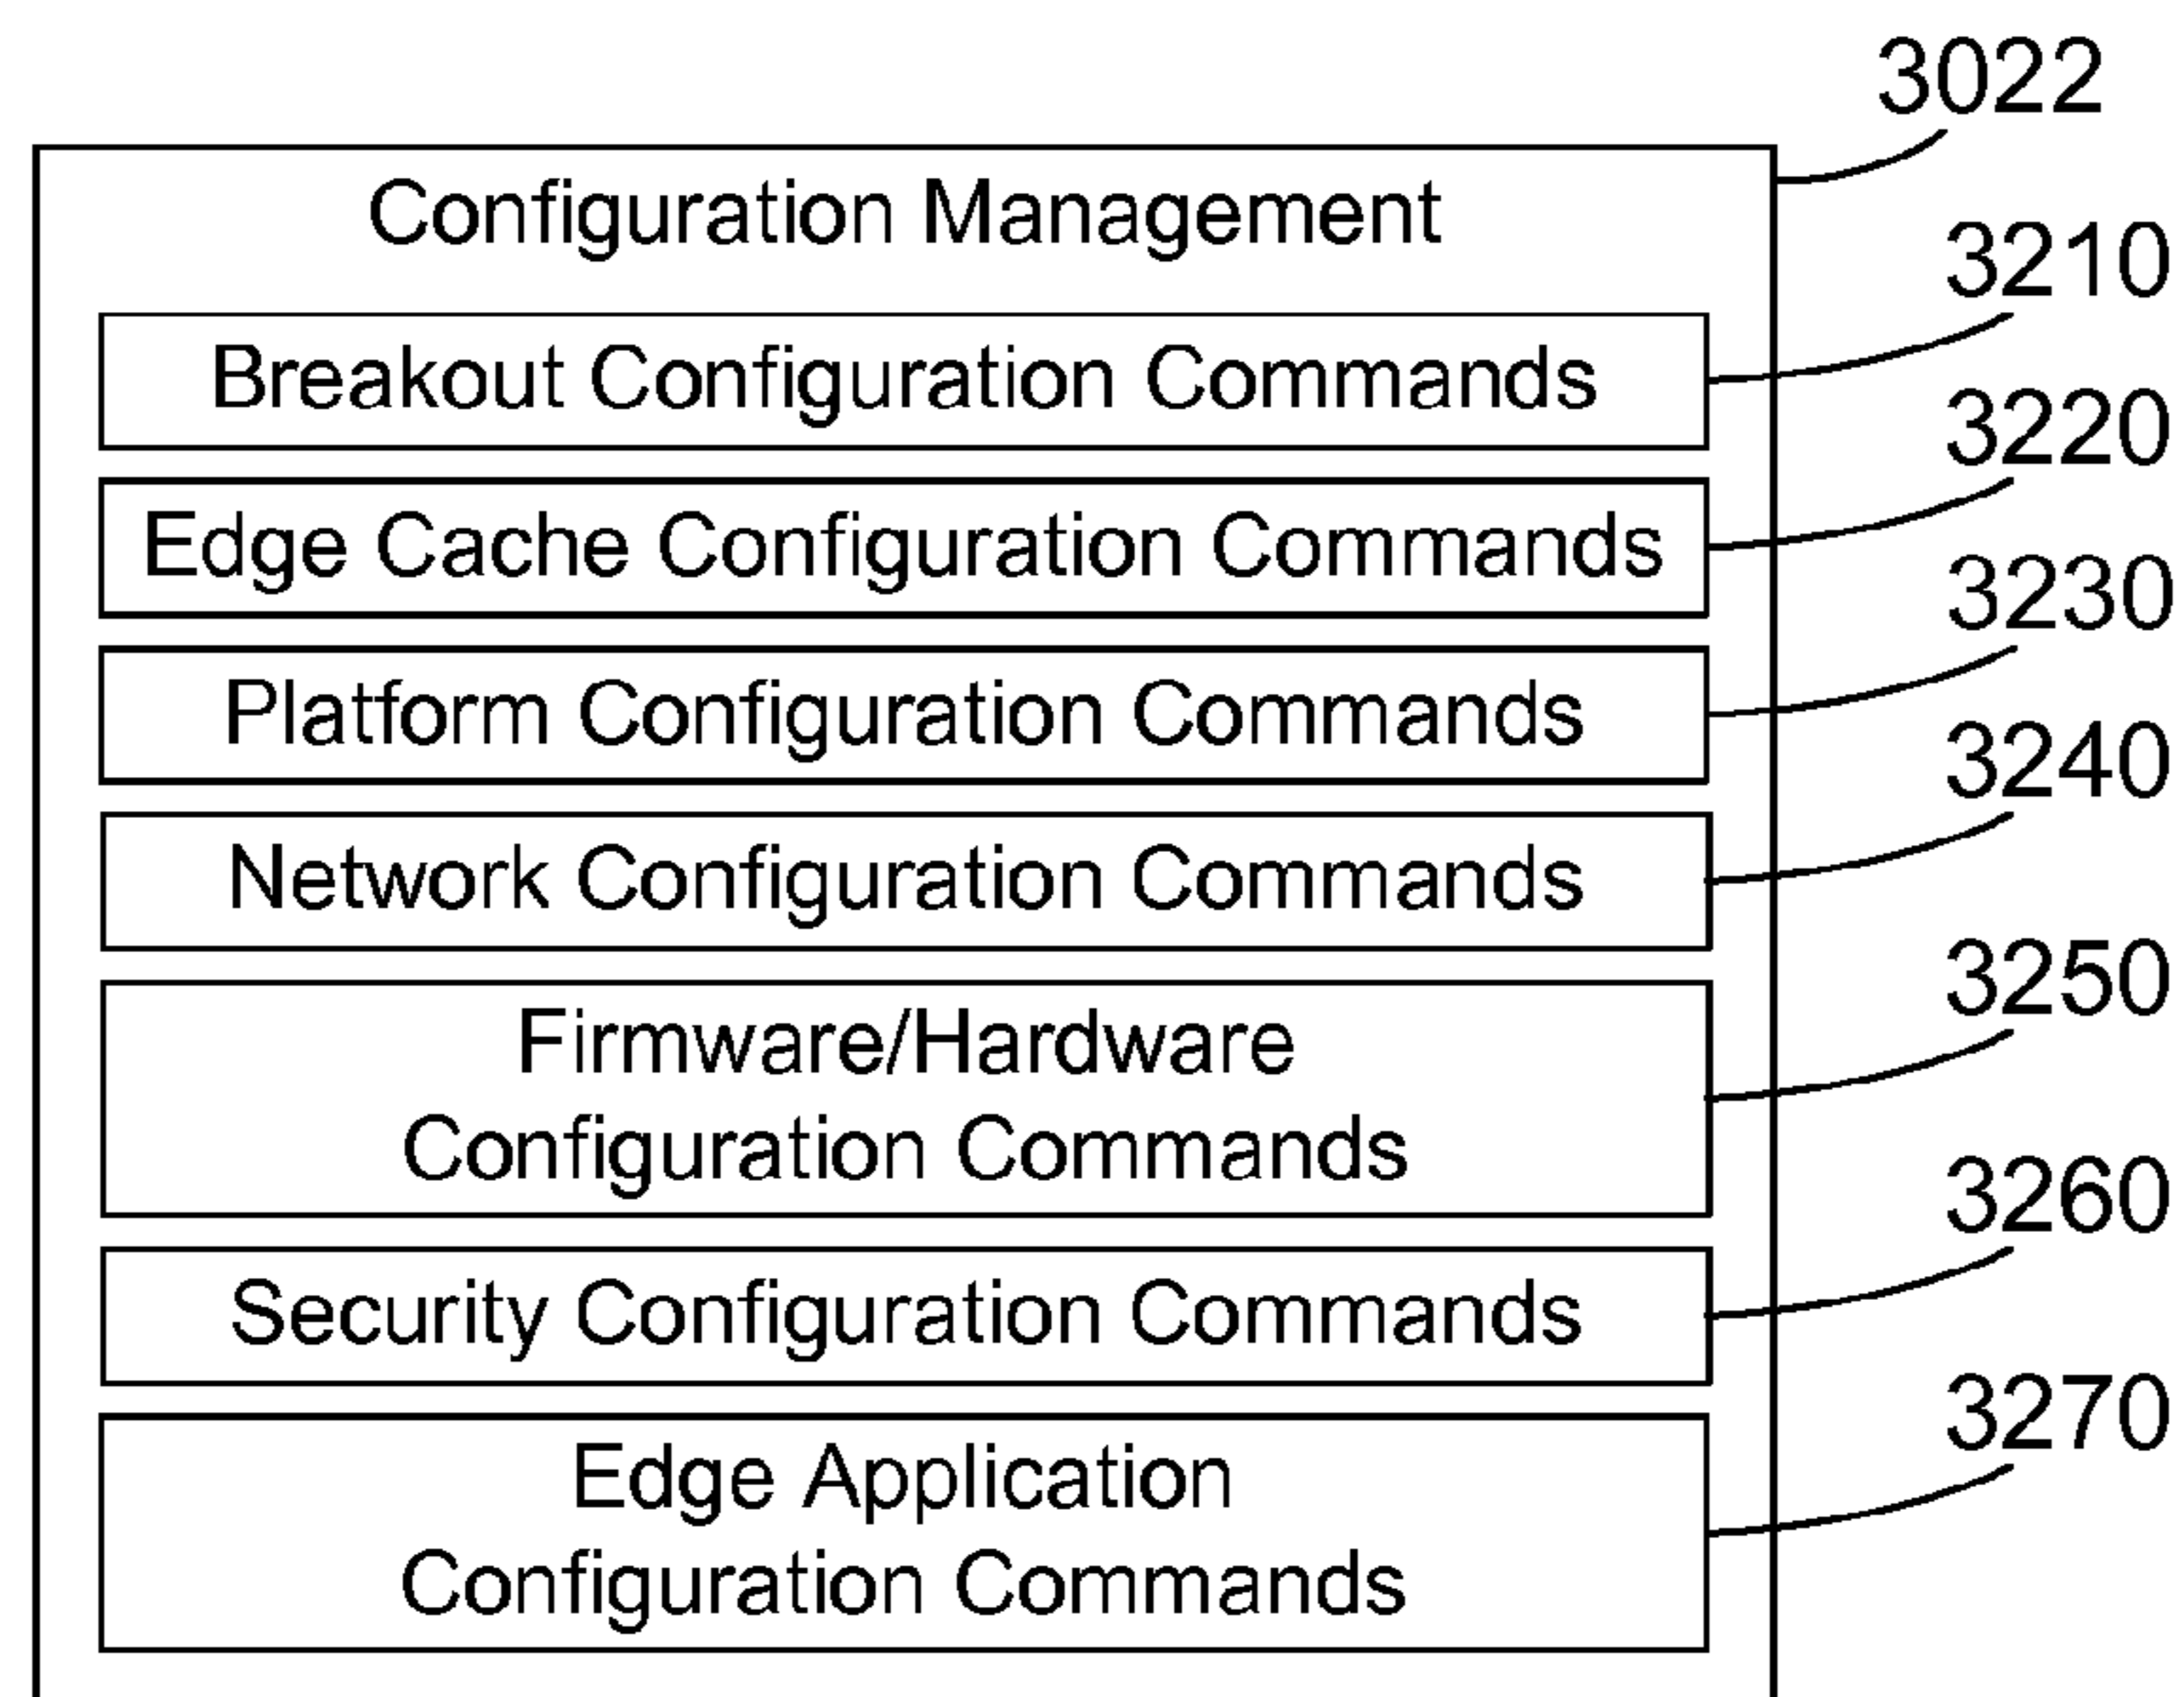 3022
Configuration Management
3210
Breakout Configuration Commands
3220
Edge Cache Configuration Commands
3230
Platform Configuration Commands
3240
Network Configuration Commands
3250
Firmware/Hardware
Configuration Commands
3260
Security Configuration Commands
3270
Edge Application
Configuration Commands